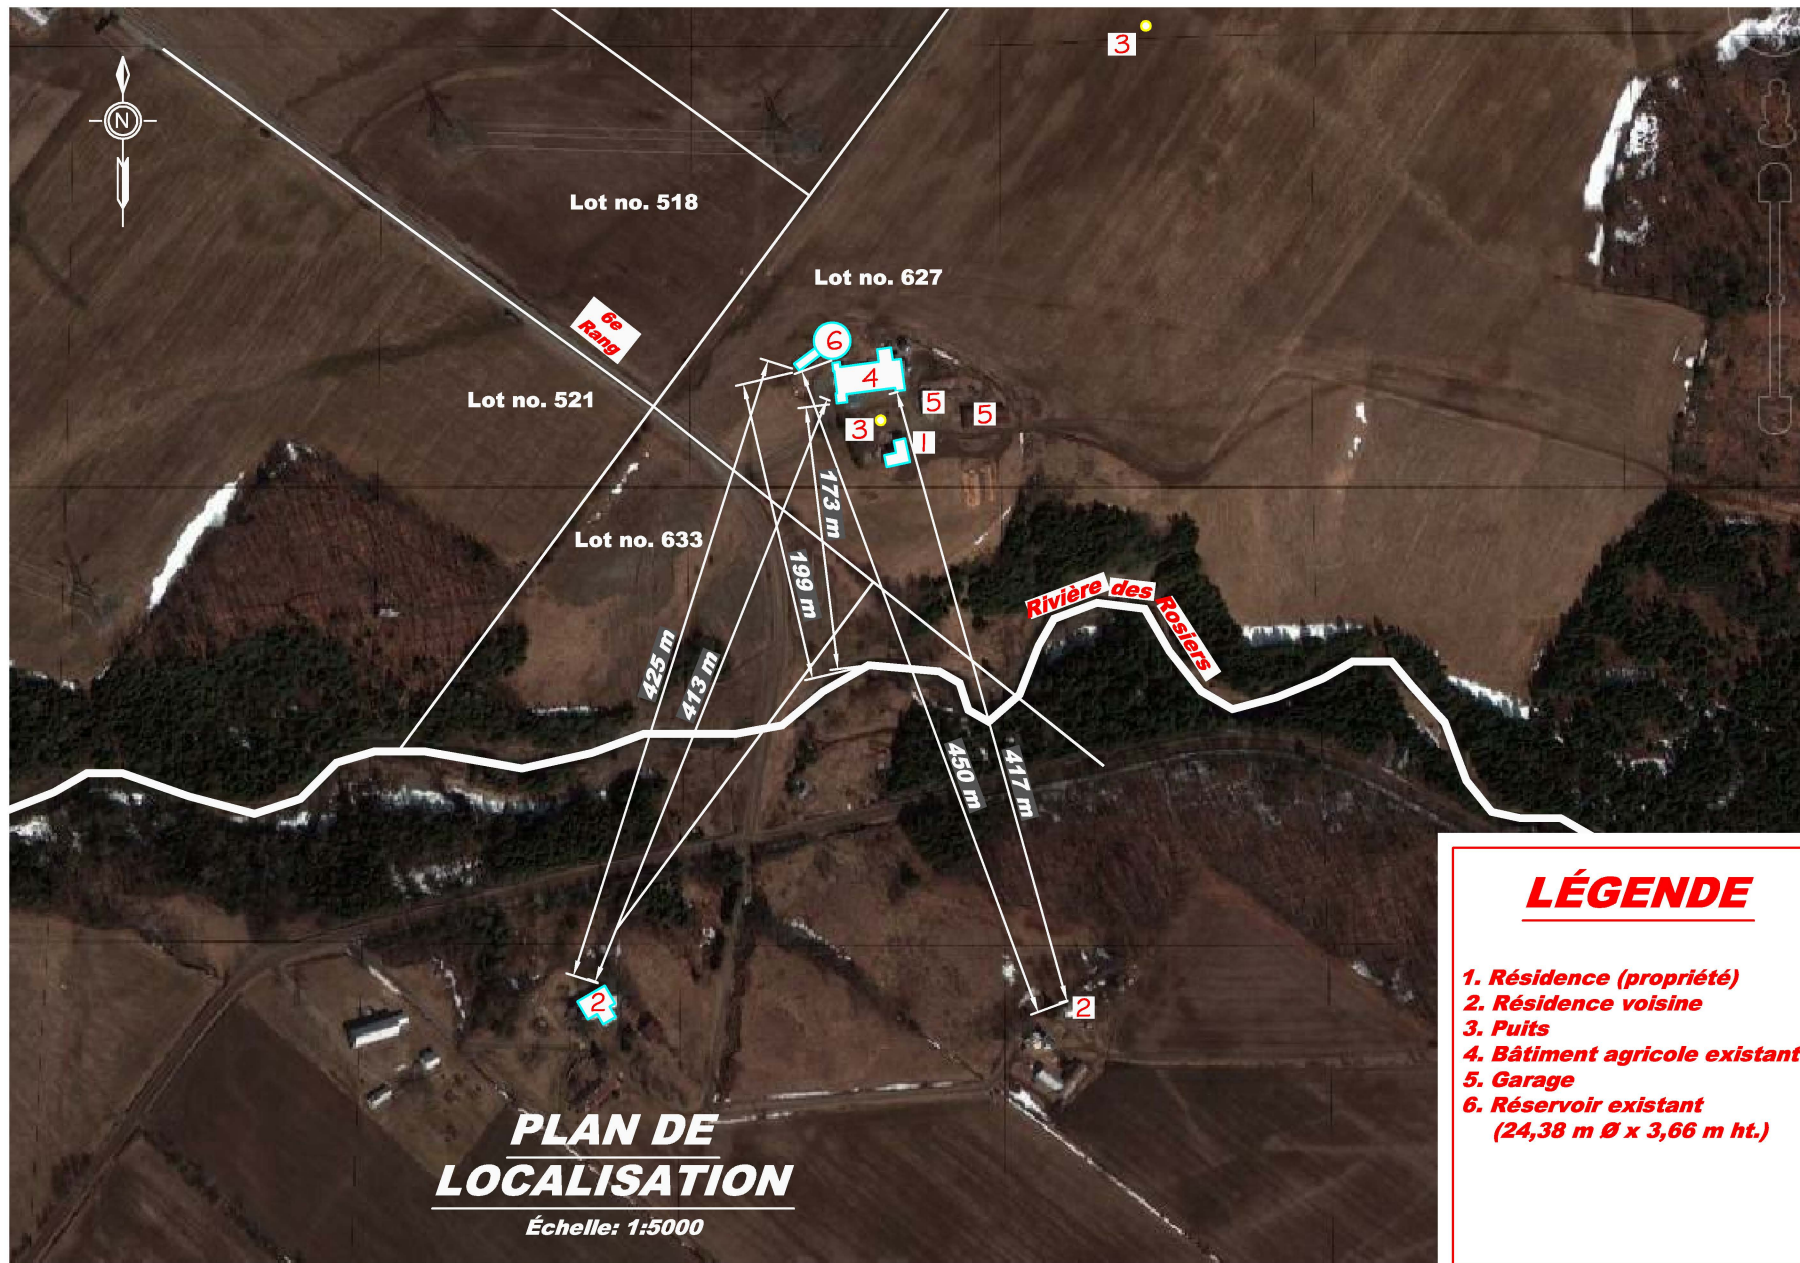 3
N
Lot no. 518
Lot no. 627
6e
Rang
6
4
Lot no. 521
5
5
3
1
173 m
Lot no. 633
199 m
Rivière des Rosiers
425 m
413 m
450 m
417 m
2
2
PLAN DE
LOCALISATION
Échelle: 1:5000
LÉGENDE
1. Résidence (propriété)
2. Résidence voisine
3. Puits
4. Bâtiment agricole existant
5. Garage
6. Réservoir existant
(24,38 m Ø x 3,66 m ht.)